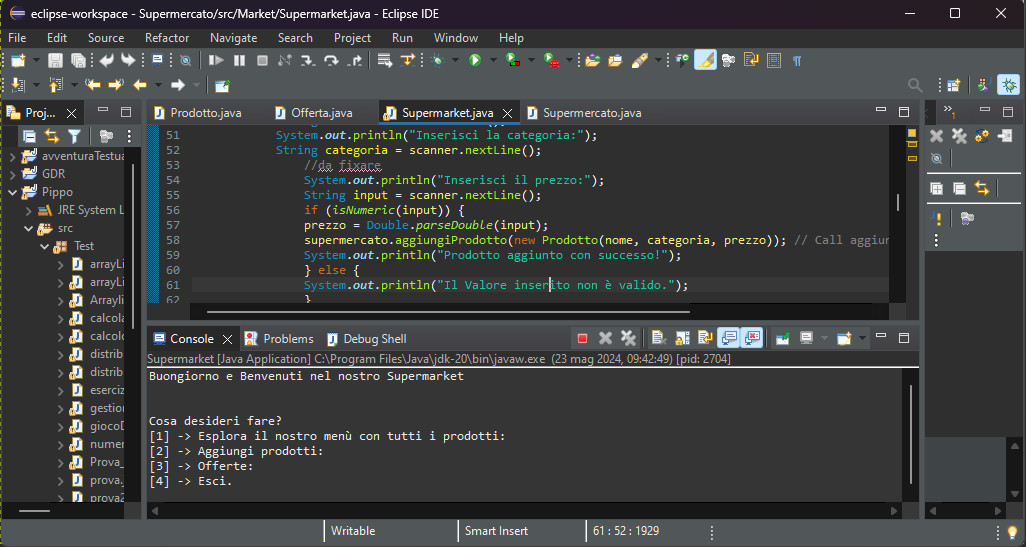 eclipse-workspace - Supermercato/src/Market/Supermarket.java - Eclipse IDE
File Edit Source Refactor Navigate Search Project Run Window Help
Proj...
Prodotto.java Offerta.java Supermarket.java Supermercato.java
avventuraTestua
GDR
Pippo
JRE System L
src
Test
arrayLi
arrayLi
Arrayli
calcola
calcolo
distrib
distrib
eserciz
gestion
giocoD
numer
Prova_
prova.
prova2
51 System.out.println("Inserisci la categoria:");
52 String categoria = scanner.nextLine();
53 //da fixare
54 System.out.println("Inserisci il prezzo:");
55 String input = scanner.nextLine();
56 if (isNumeric(input)) {
57 prezzo = Double.parseDouble(input);
58 supermercato.aggiungiProdotto(new Prodotto(nome, categoria, prezzo)); // Call aggiun
59 System.out.println("Prodotto aggiunto con successo!");
60 } else {
61 System.out.println("Il Valore inserito non è valido.");
62 }
Console Problems Debug Shell
Supermarket [Java Application] C:\Program Files\Java\jdk-20\bin\javaw.exe (23 mag 2024, 09:42:49) [pid: 2704]
Buongiorno e Benvenuti nel nostro Supermarket
Cosa desideri fare?
[1] -> Esplora il nostro menù con tutti i prodotti:
[2] -> Aggiungi prodotti:
[3] -> Offerte:
[4] -> Esci.
Writable Smart Insert 61 : 52 : 1929